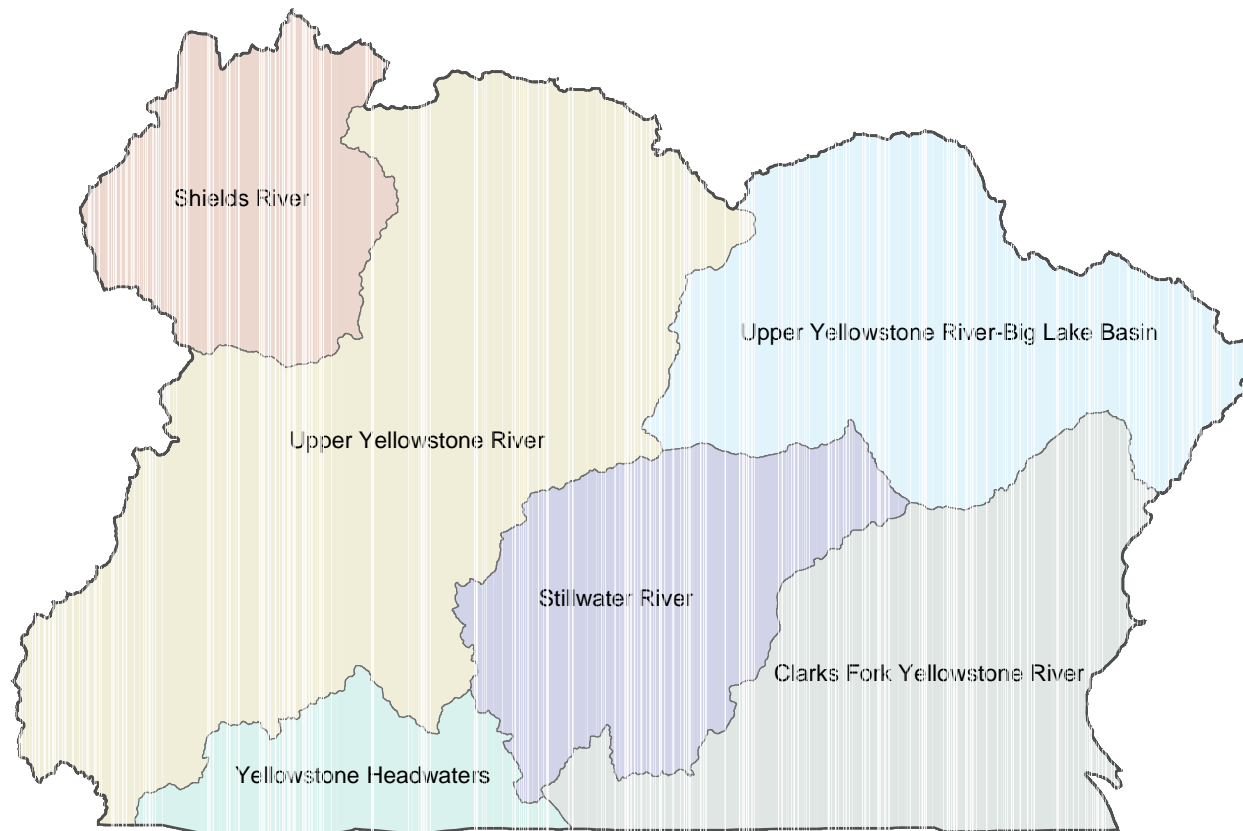 Shields River
Upper Yellowstone River-Big Lake Basin
Upper Yellowstone River
Stillwater River
Clarks Fork Yellowstone River
Yellowstone Headwaters